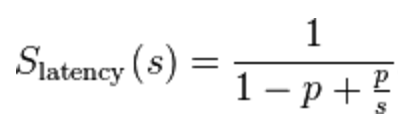 S_latency(s) = 1 / (1 − p + p/s)